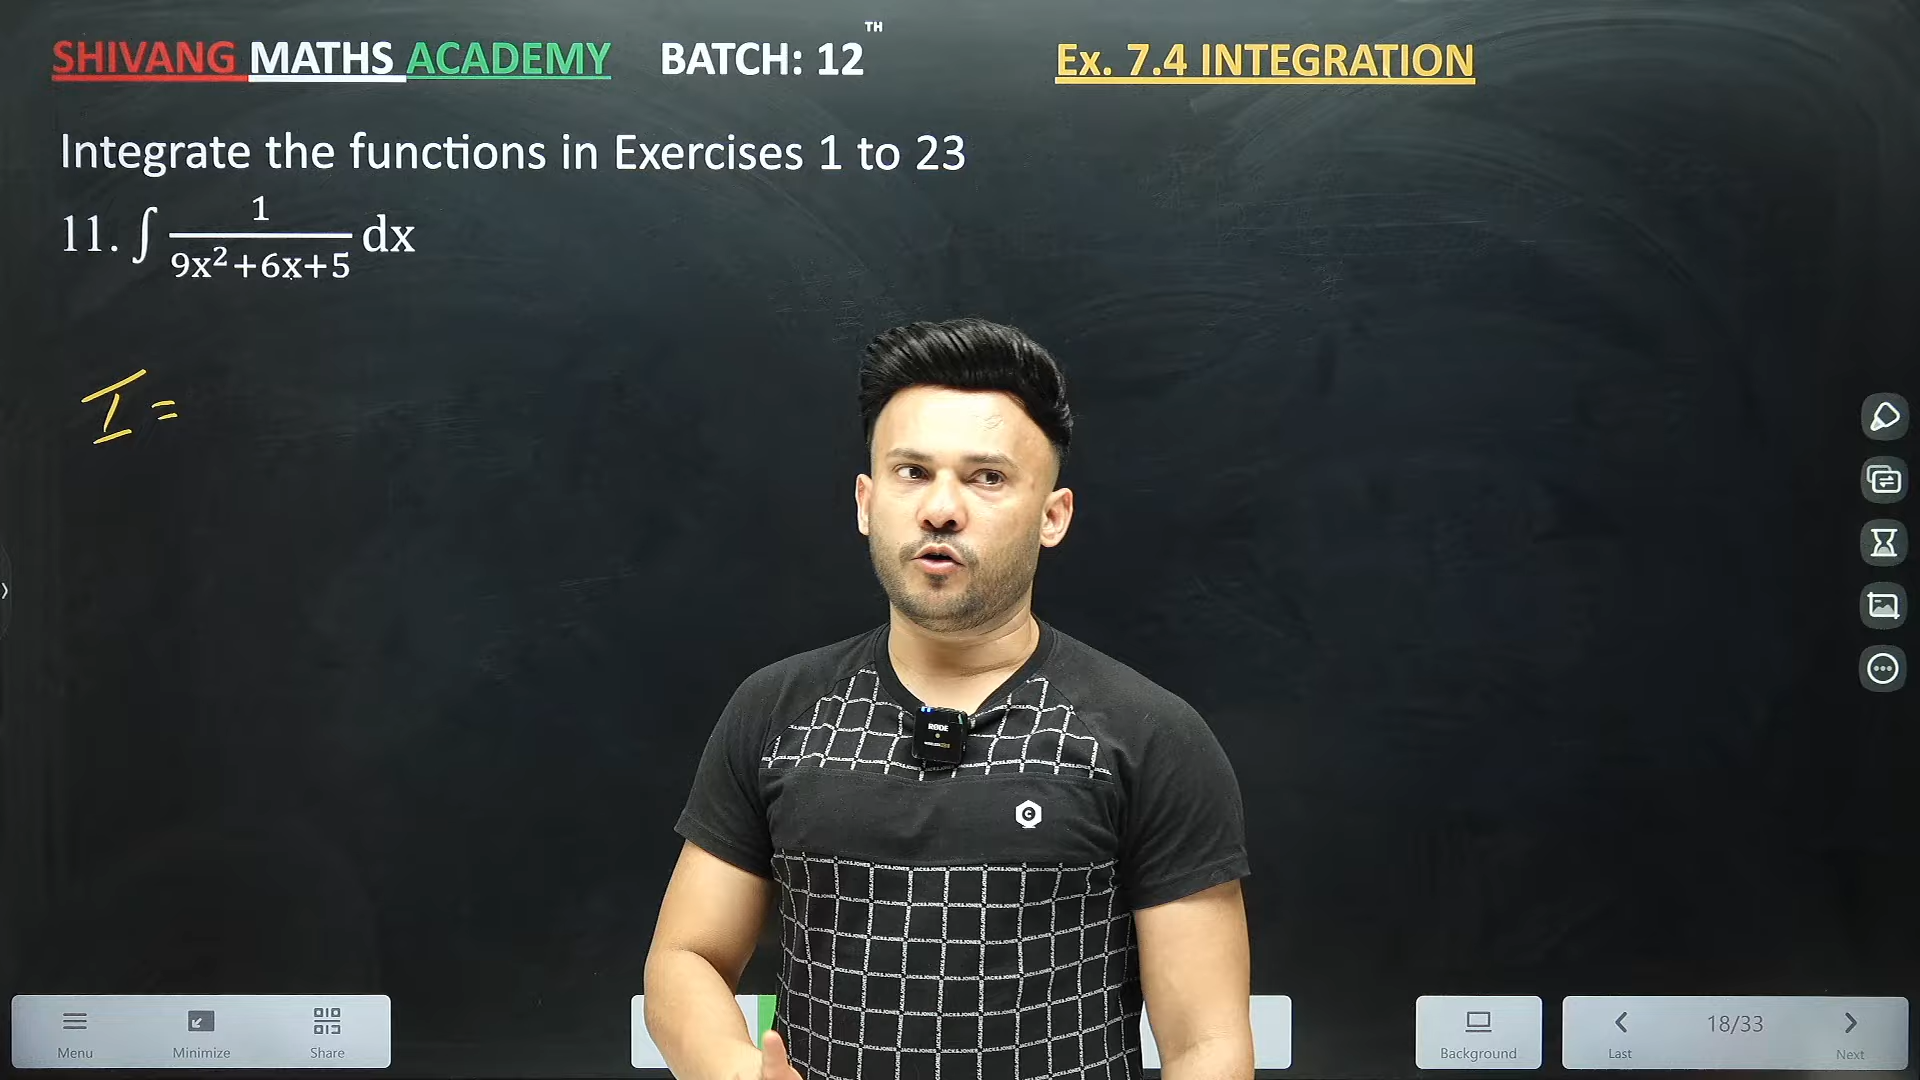 SHIVANG MATHS ACADEMY BATCH: 12TH Ex. 7.4 INTEGRATION
Integrate the functions in Exercises 1 to 23
11. ∫ 1/(9x²+6x+5) dx
I =
RØDE
Menu Minimize Share Background Last 18/33 Next